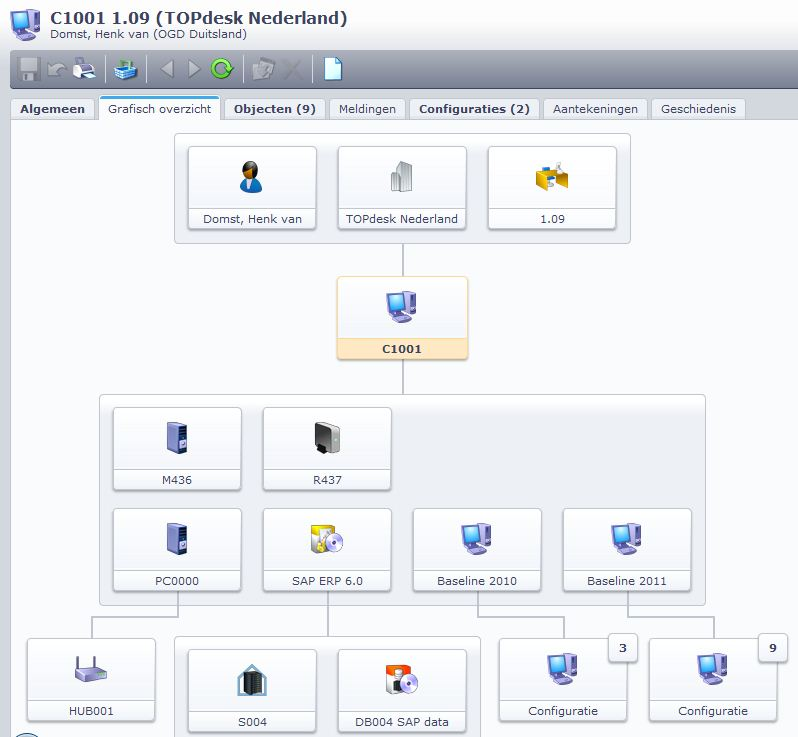 C1001 1.09 (TOPdesk Nederland)
Domst, Henk van (OGD Duitsland)
Algemeen Grafisch overzicht Objecten (9) Meldingen Configuraties (2) Aantekeningen Geschiedenis
Domst, Henk van TOPdesk Nederland 1.09
C1001
M436 R437
PC0000 SAP ERP 6.0 Baseline 2010 Baseline 2011
3 9
HUB001 S004 DB004 SAP data Configuratie Configuratie